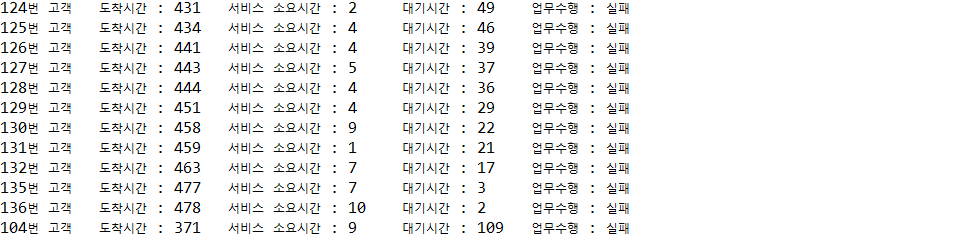 124번 고객 도착시간 : 431 서비스 소요시간 : 2 대기시간 : 49 업무수행 : 실패
125번 고객 도착시간 : 434 서비스 소요시간 : 4 대기시간 : 46 업무수행 : 실패
126번 고객 도착시간 : 441 서비스 소요시간 : 4 대기시간 : 39 업무수행 : 실패
127번 고객 도착시간 : 443 서비스 소요시간 : 5 대기시간 : 37 업무수행 : 실패
128번 고객 도착시간 : 444 서비스 소요시간 : 4 대기시간 : 36 업무수행 : 실패
129번 고객 도착시간 : 451 서비스 소요시간 : 4 대기시간 : 29 업무수행 : 실패
130번 고객 도착시간 : 458 서비스 소요시간 : 9 대기시간 : 22 업무수행 : 실패
131번 고객 도착시간 : 459 서비스 소요시간 : 1 대기시간 : 21 업무수행 : 실패
132번 고객 도착시간 : 463 서비스 소요시간 : 7 대기시간 : 17 업무수행 : 실패
135번 고객 도착시간 : 477 서비스 소요시간 : 7 대기시간 : 3 업무수행 : 실패
136번 고객 도착시간 : 478 서비스 소요시간 : 10 대기시간 : 2 업무수행 : 실패
104번 고객 도착시간 : 371 서비스 소요시간 : 9 대기시간 : 109 업무수행 : 실패